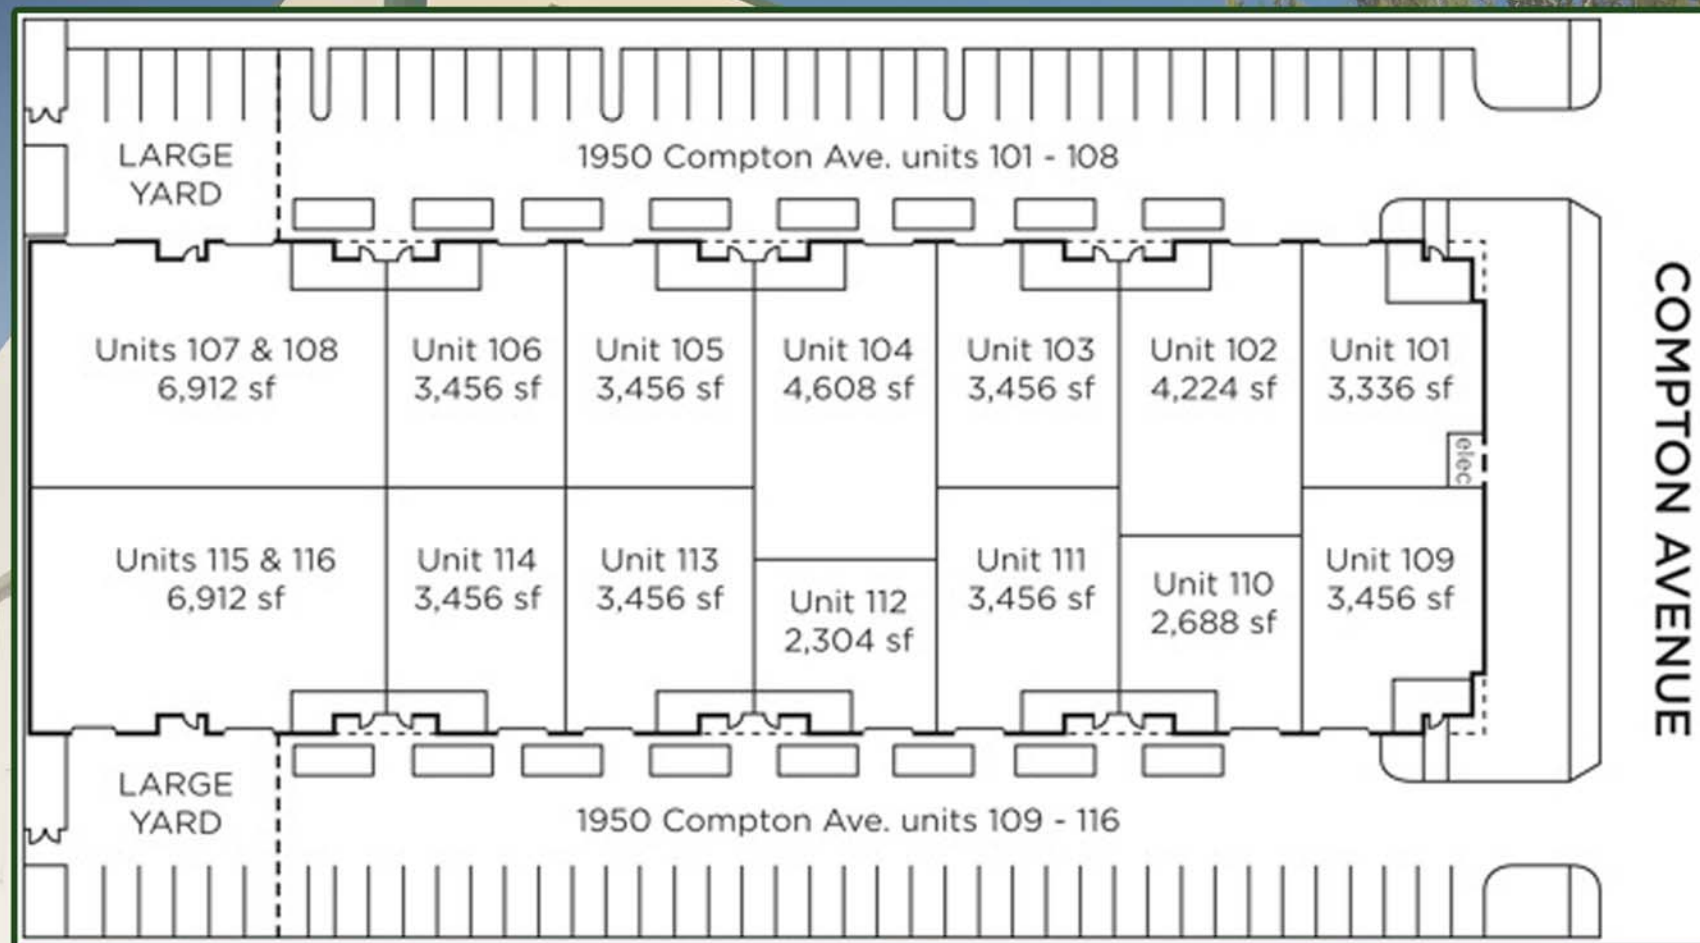 LARGE
YARD
1950 Compton Ave. units 101 - 108
Units 107 & 108
6,912 sf
Unit 106
3,456 sf
Unit 105
3,456 sf
Unit 104
4,608 sf
Unit 103
3,456 sf
Unit 102
4,224 sf
Unit 101
3,336 sf
elec
Units 115 & 116
6,912 sf
Unit 114
3,456 sf
Unit 113
3,456 sf
Unit 112
2,304 sf
Unit 111
3,456 sf
Unit 110
2,688 sf
Unit 109
3,456 sf
LARGE
YARD
1950 Compton Ave. units 109 - 116
COMPTON AVENUE